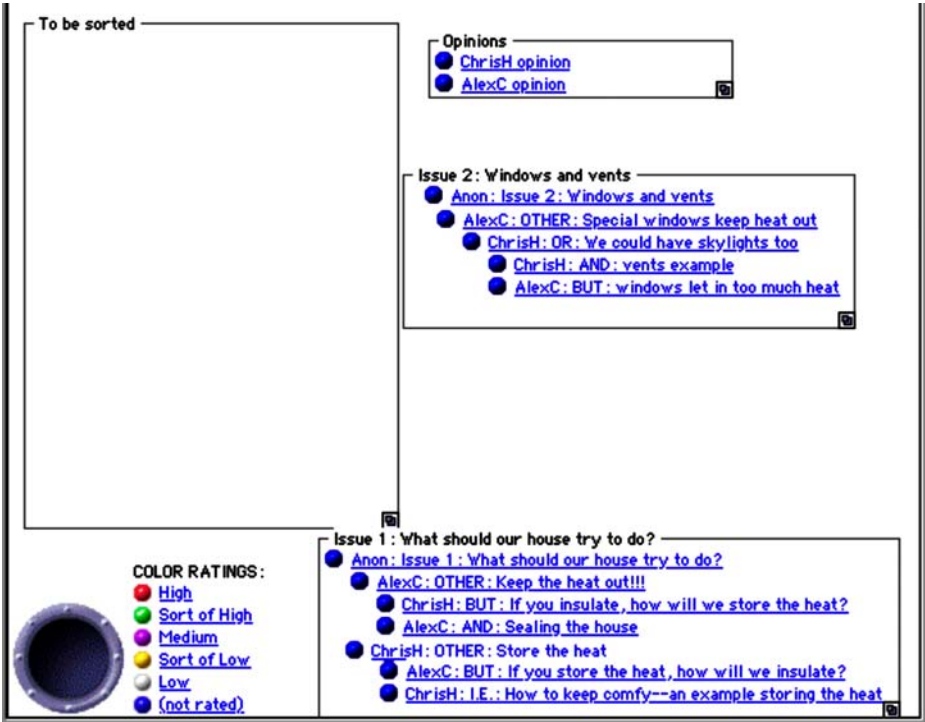 To be sorted
Opinions
ChrisH opinion
AlexC opinion
Issue 2: Windows and vents
Anon: Issue 2: Windows and vents
AlexC: OTHER: Special windows keep heat out
ChrisH: OR: We could have skylights too
ChrisH: AND: vents example
AlexC: BUT: windows let in too much heat
Issue 1: What should our house try to do?
Anon: Issue 1: What should our house try to do?
AlexC: OTHER: Keep the heat out!!!
ChrisH: BUT: If you insulate, how will we store the heat?
AlexC: AND: Sealing the house
ChrisH: OTHER: Store the heat
AlexC: BUT: If you store the heat, how will we insulate?
ChrisH: I.E.: How to keep comfy--an example storing the heat
COLOR RATINGS:
High
Sort of High
Medium
Sort of Low
Low
(not rated)